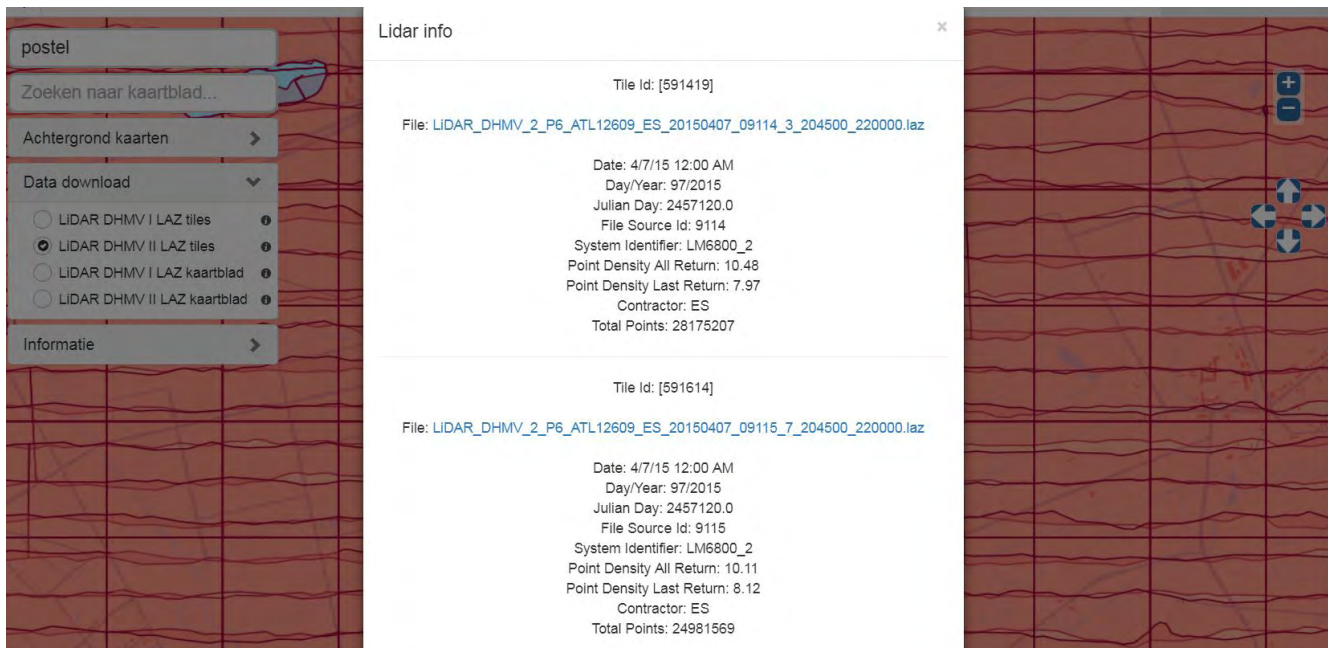 postel
Zoeken naar kaartblad...
Achtergrond kaarten
Data download
LiDAR DHMV I LAZ tiles
LiDAR DHMV II LAZ tiles
LiDAR DHMV I LAZ kaartblad
LiDAR DHMV II LAZ kaartblad
Informatie
Lidar info
×
Tile Id: [591419]
File: LiDAR_DHMV_2_P6_ATL12609_ES_20150407_09114_3_204500_220000.laz
Date: 4/7/15 12:00 AM
Day/Year: 97/2015
Julian Day: 2457120.0
File Source Id: 9114
System Identifier: LM6800_2
Point Density All Return: 10.48
Point Density Last Return: 7.97
Contractor: ES
Total Points: 28175207
Tile Id: [591614]
File: LiDAR_DHMV_2_P6_ATL12609_ES_20150407_09115_7_204500_220000.laz
Date: 4/7/15 12:00 AM
Day/Year: 97/2015
Julian Day: 2457120.0
File Source Id: 9115
System Identifier: LM6800_2
Point Density All Return: 10.11
Point Density Last Return: 8.12
Contractor: ES
Total Points: 24981569
+
−